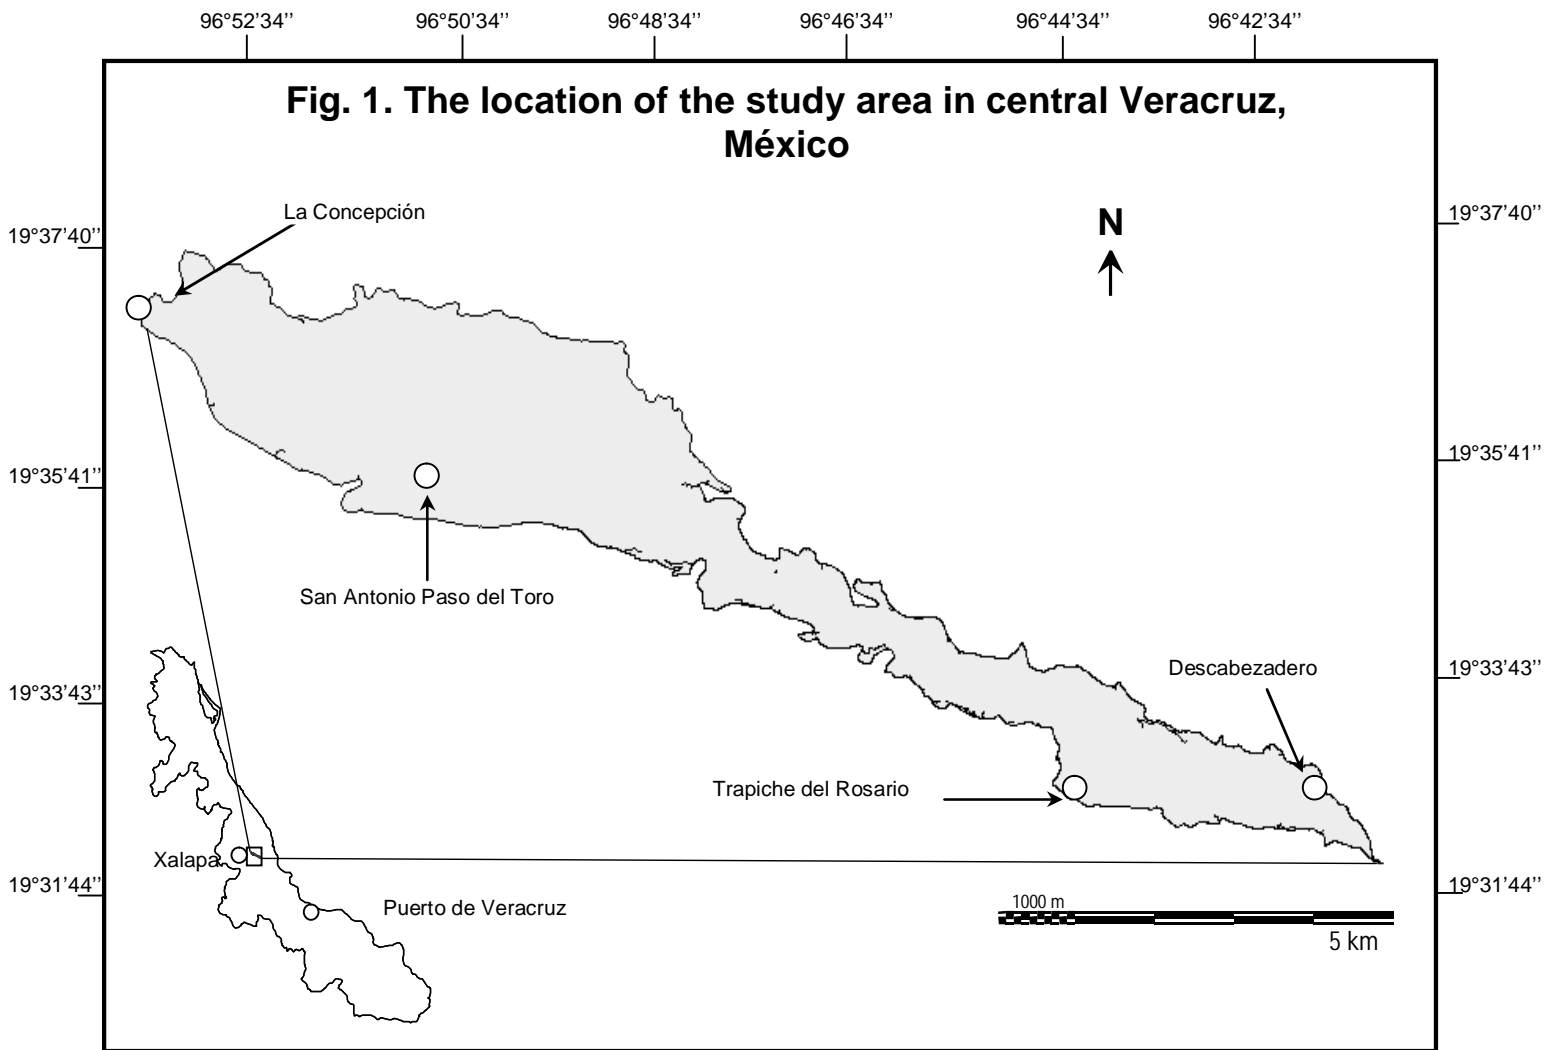 96°52'34’’ 96°50'34’’ 96°48'34’’ 96°46'34’’ 96°44'34’’ 96°42'34’’
Fig. 1. The location of the study area in central Veracruz,
México
La Concepción
N
19°37'40’’ 19°37'40’’
19°35'41’’ 19°35'41’’
San Antonio Paso del Toro
Descabezadero
19°33'43’’ 19°33'43’’
Trapiche del Rosario
Xalapa
19°31'44’’ 19°31'44’’
Puerto de Veracruz
1000 m
5 km